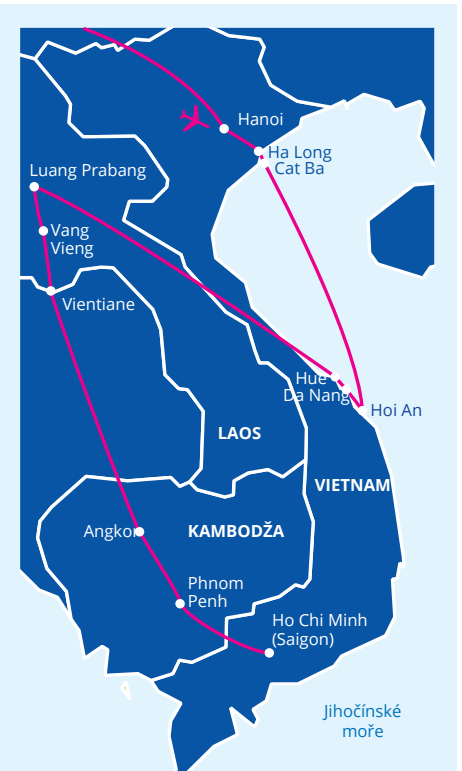 Hanoi
Ha Long
Cat Ba
Luang Prabang
Vang
Vieng
Vientiane
Hue
Da Nang
Hoi An
LAOS
VIETNAM
Angkor
KAMBODŽA
Phnom
Penh
Ho Chi Minh
(Saigon)
Jihočínské
moře